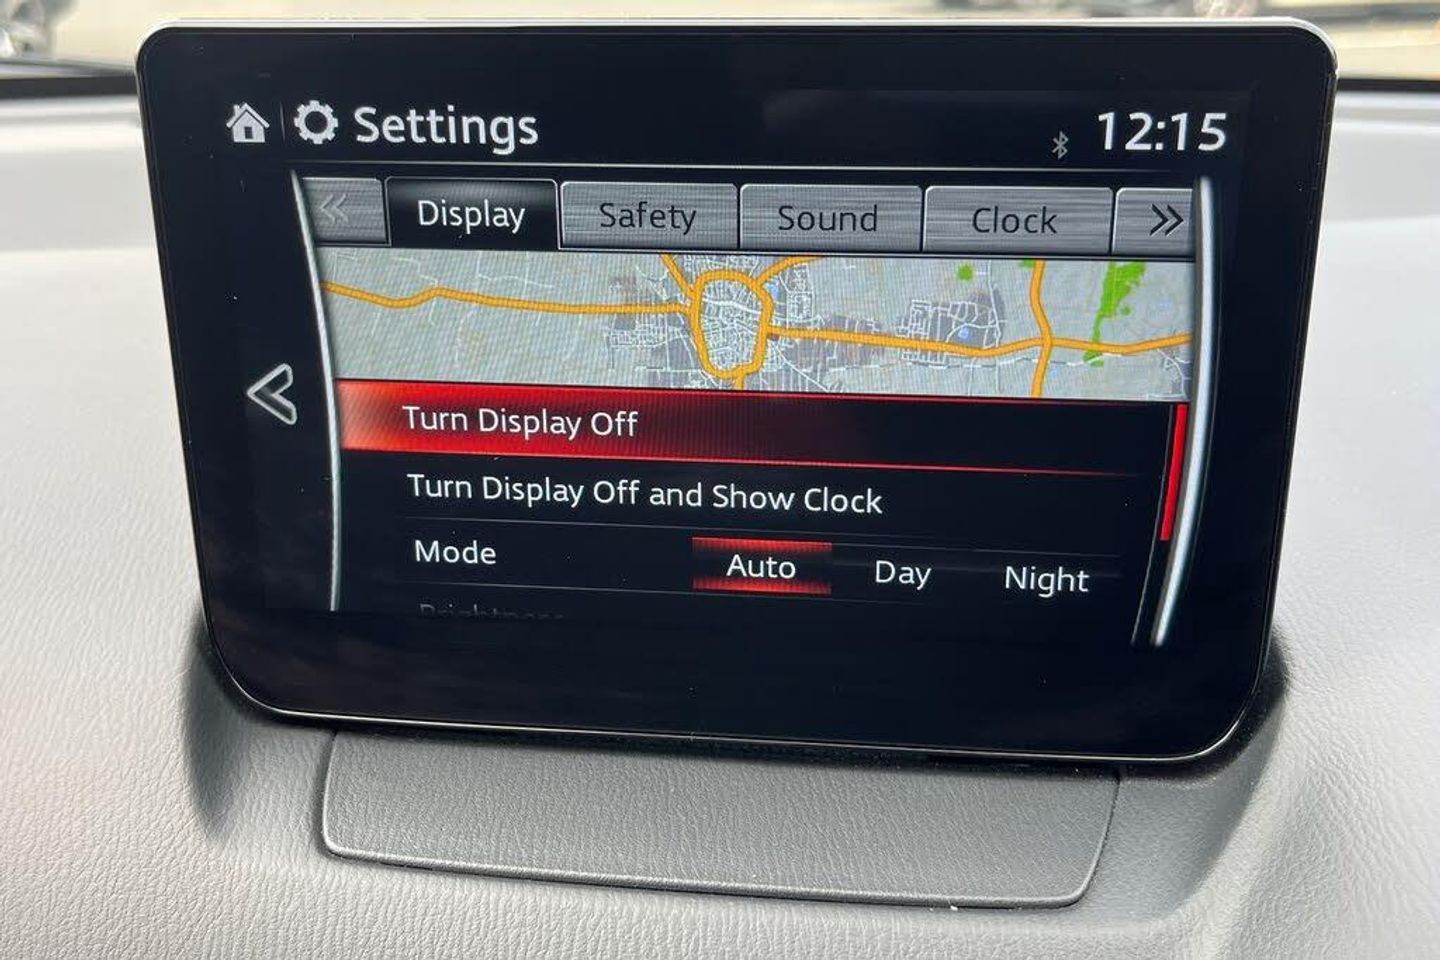 Settings
12:15
Display Safety Sound Clock
Turn Display Off
Turn Display Off and Show Clock
Mode Auto Day Night
Brightness